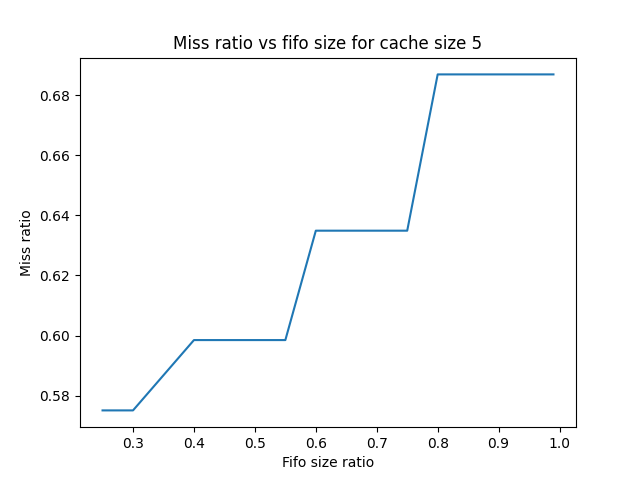 Miss ratio vs fifo size for cache size 5
0.68
0.66
0.64
0.62
0.60
0.58
Miss ratio
0.3 0.4 0.5 0.6 0.7 0.8 0.9 1.0
Fifo size ratio